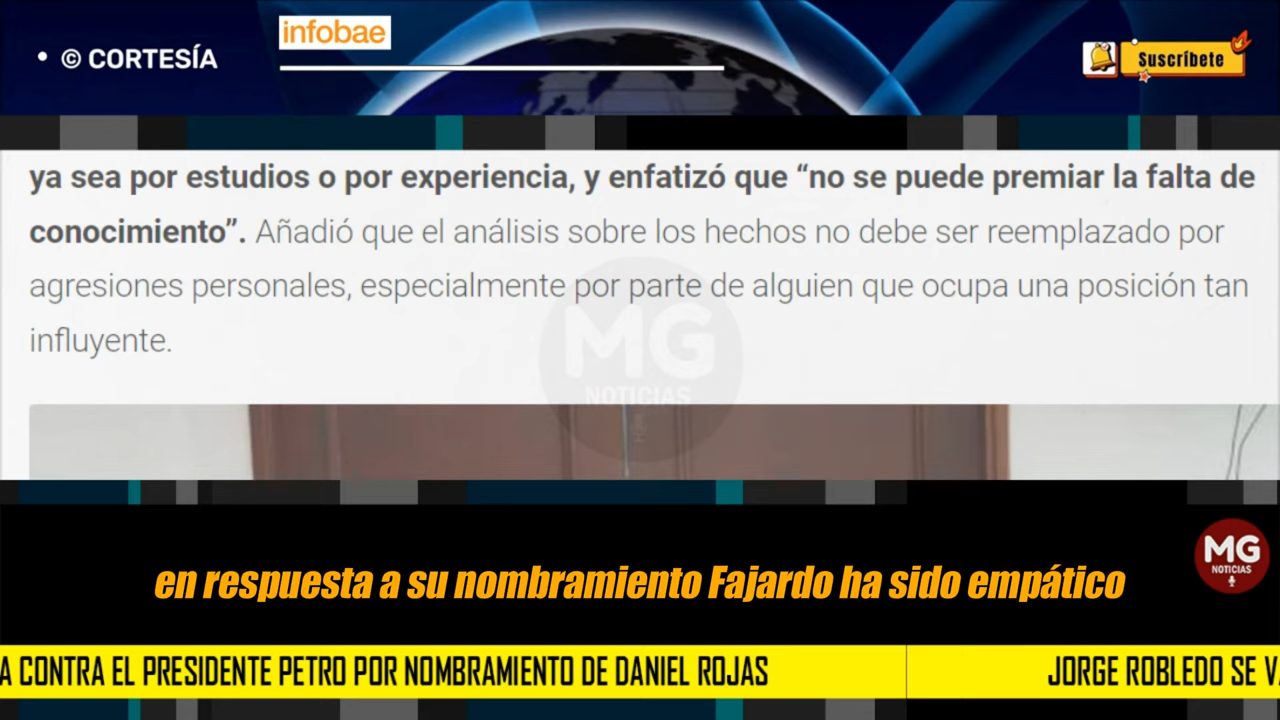 infobae
• © CORTESÍA
Suscríbete
ya sea por estudios o por experiencia, y enfatizó que “no se puede premiar la falta de
conocimiento”. Añadió que el análisis sobre los hechos no debe ser reemplazado por
agresiones personales, especialmente por parte de alguien que ocupa una posición tan
influyente.
MG
NOTICIAS
MG
NOTICIAS
en respuesta a su nombramiento Fajardo ha sido empático
A CONTRA EL PRESIDENTE PETRO POR NOMBRAMIENTO DE DANIEL ROJAS
JORGE ROBLEDO SE